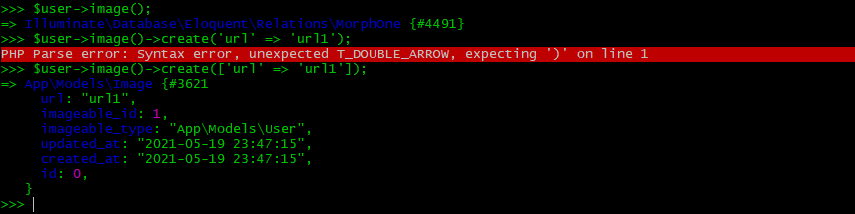 >>> $user->image();
=> Illuminate\Database\Eloquent\Relations\MorphOne {#4491}
>>> $user->image()->create('url' => 'url1');
PHP Parse error: Syntax error, unexpected T_DOUBLE_ARROW, expecting ')' on line 1
>>> $user->image()->create(['url' => 'url1']);
=> App\Models\Image {#3621
     url: "url1",
     imageable_id: 1,
     imageable_type: "App\Models\User",
     updated_at: "2021-05-19 23:47:15",
     created_at: "2021-05-19 23:47:15",
     id: 0,
   }
>>>